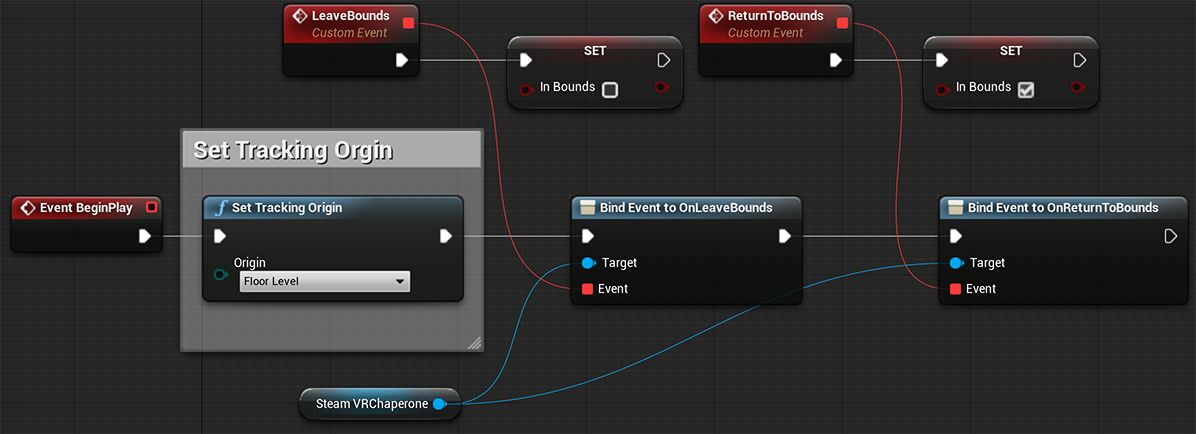 LeaveBounds
Custom Event
SET
In Bounds
ReturnToBounds
Custom Event
SET
In Bounds
Set Tracking Orgin
Event BeginPlay
Set Tracking Origin
Origin
Floor Level
Bind Event to OnLeaveBounds
Target
Event
Bind Event to OnReturnToBounds
Target
Event
Steam VRChaperone